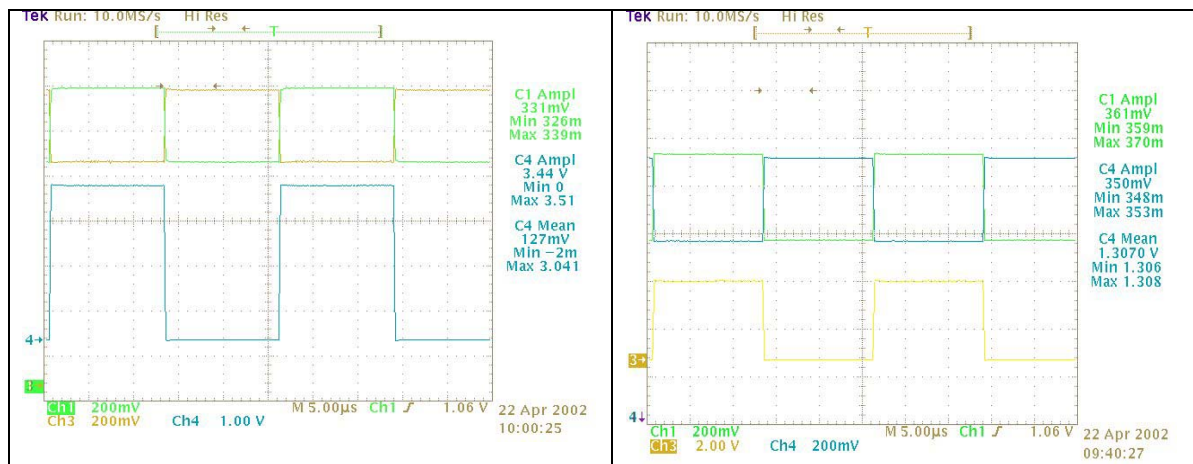 Tek Run: 10.0MS/s Hi Res
T
C1 Ampl
331mV
Min 326m
Max 339m
C4 Ampl
3.44 V
Min 0
Max 3.51
C4 Mean
127mV
Min −2m
Max 3.041
4
Ch1 200mV M 5.00µs Ch1 1.06 V
Ch3 200mV Ch4 1.00 V
22 Apr 2002
10:00:25
Tek Run: 10.0MS/s Hi Res
T
C1 Ampl
361mV
Min 359m
Max 370m
C4 Ampl
350mV
Min 348m
Max 353m
C4 Mean
1.3070 V
Min 1.306
Max 1.308
3
4
Ch1 200mV M 5.00µs Ch1 1.06 V
Ch3 2.00 V Ch4 200mV
22 Apr 2002
09:40:27